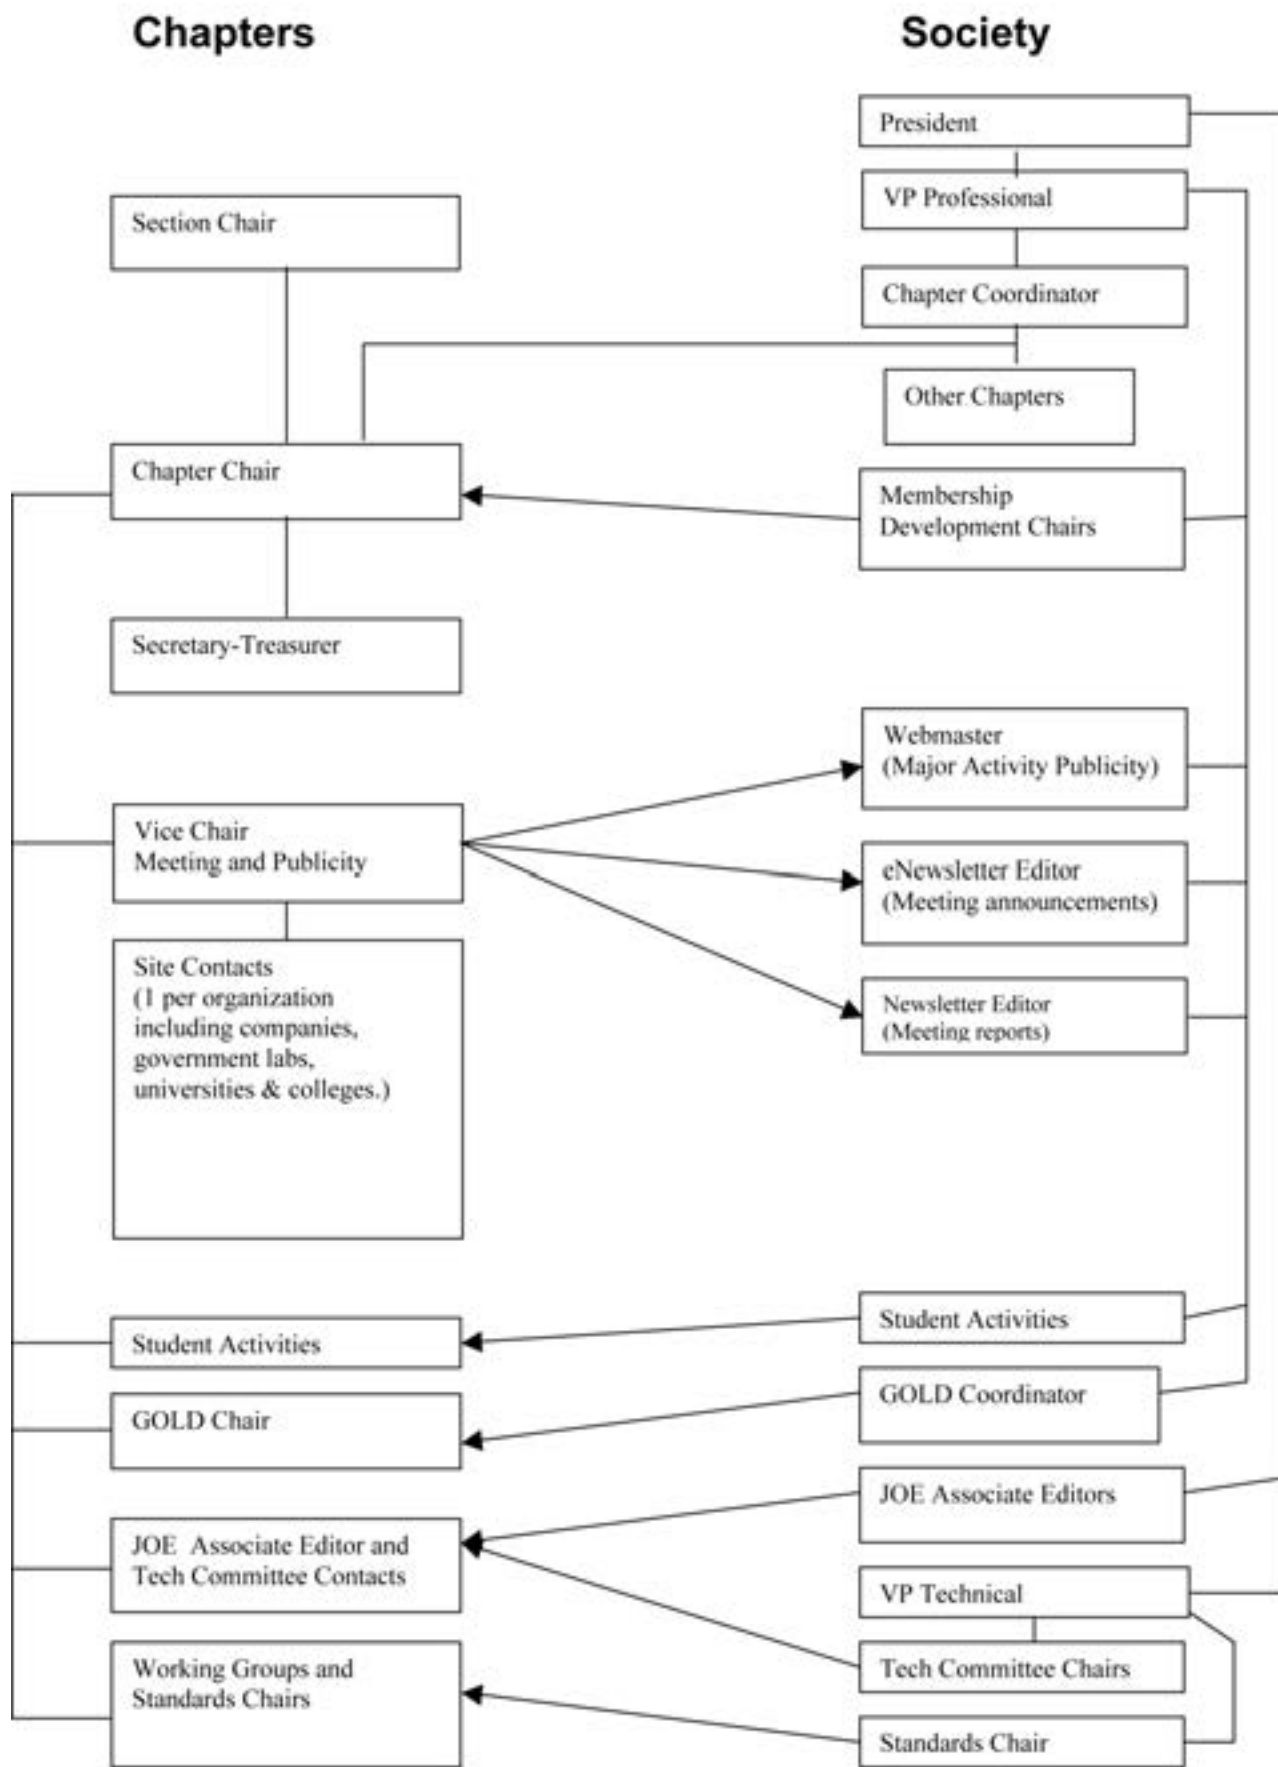 Chapters
Society
President
VP Professional
Section Chair
Chapter Coordinator
Other Chapters
Chapter Chair
Membership
Development Chairs
Secretary-Treasurer
Webmaster
(Major Activity Publicity)
Vice Chair
Meeting and Publicity
eNewsletter Editor
(Meeting announcements)
Site Contacts
(1 per organization
including companies,
government labs,
universities & colleges.)
Newsletter Editor
(Meeting reports)
Student Activities
Student Activities
GOLD Chair
GOLD Coordinator
JOE Associate Editors
JOE  Associate Editor and
Tech Committee Contacts
VP Technical
Working Groups and
Standards Chairs
Tech Committee Chairs
Standards Chair